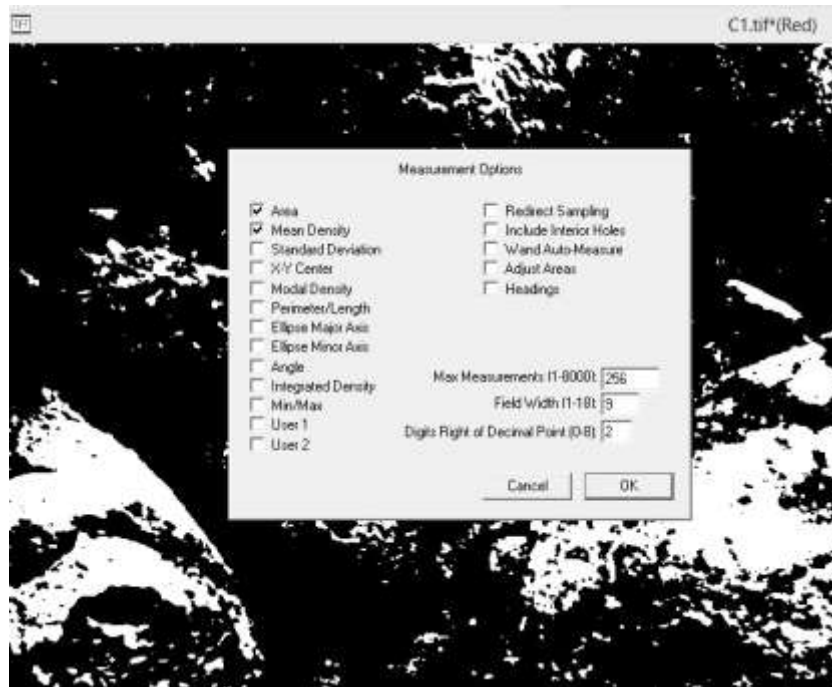 TIFF
C1.tif*(Red)
Measurement Options
Area
Mean Density
Standard Deviation
X-Y Center
Modal Density
Perimeter/Length
Ellipse Major Axis
Ellipse Minor Axis
Angle
Integrated Density
Min/Max
User 1
User 2
Redirect Sampling
Include Interior Holes
Wand Auto-Measure
Adjust Areas
Headings
Max Measurements (1-8000): 256
Field Width (1-18): 9
Digits Right of Decimal Point (0-8): 2
Cancel OK